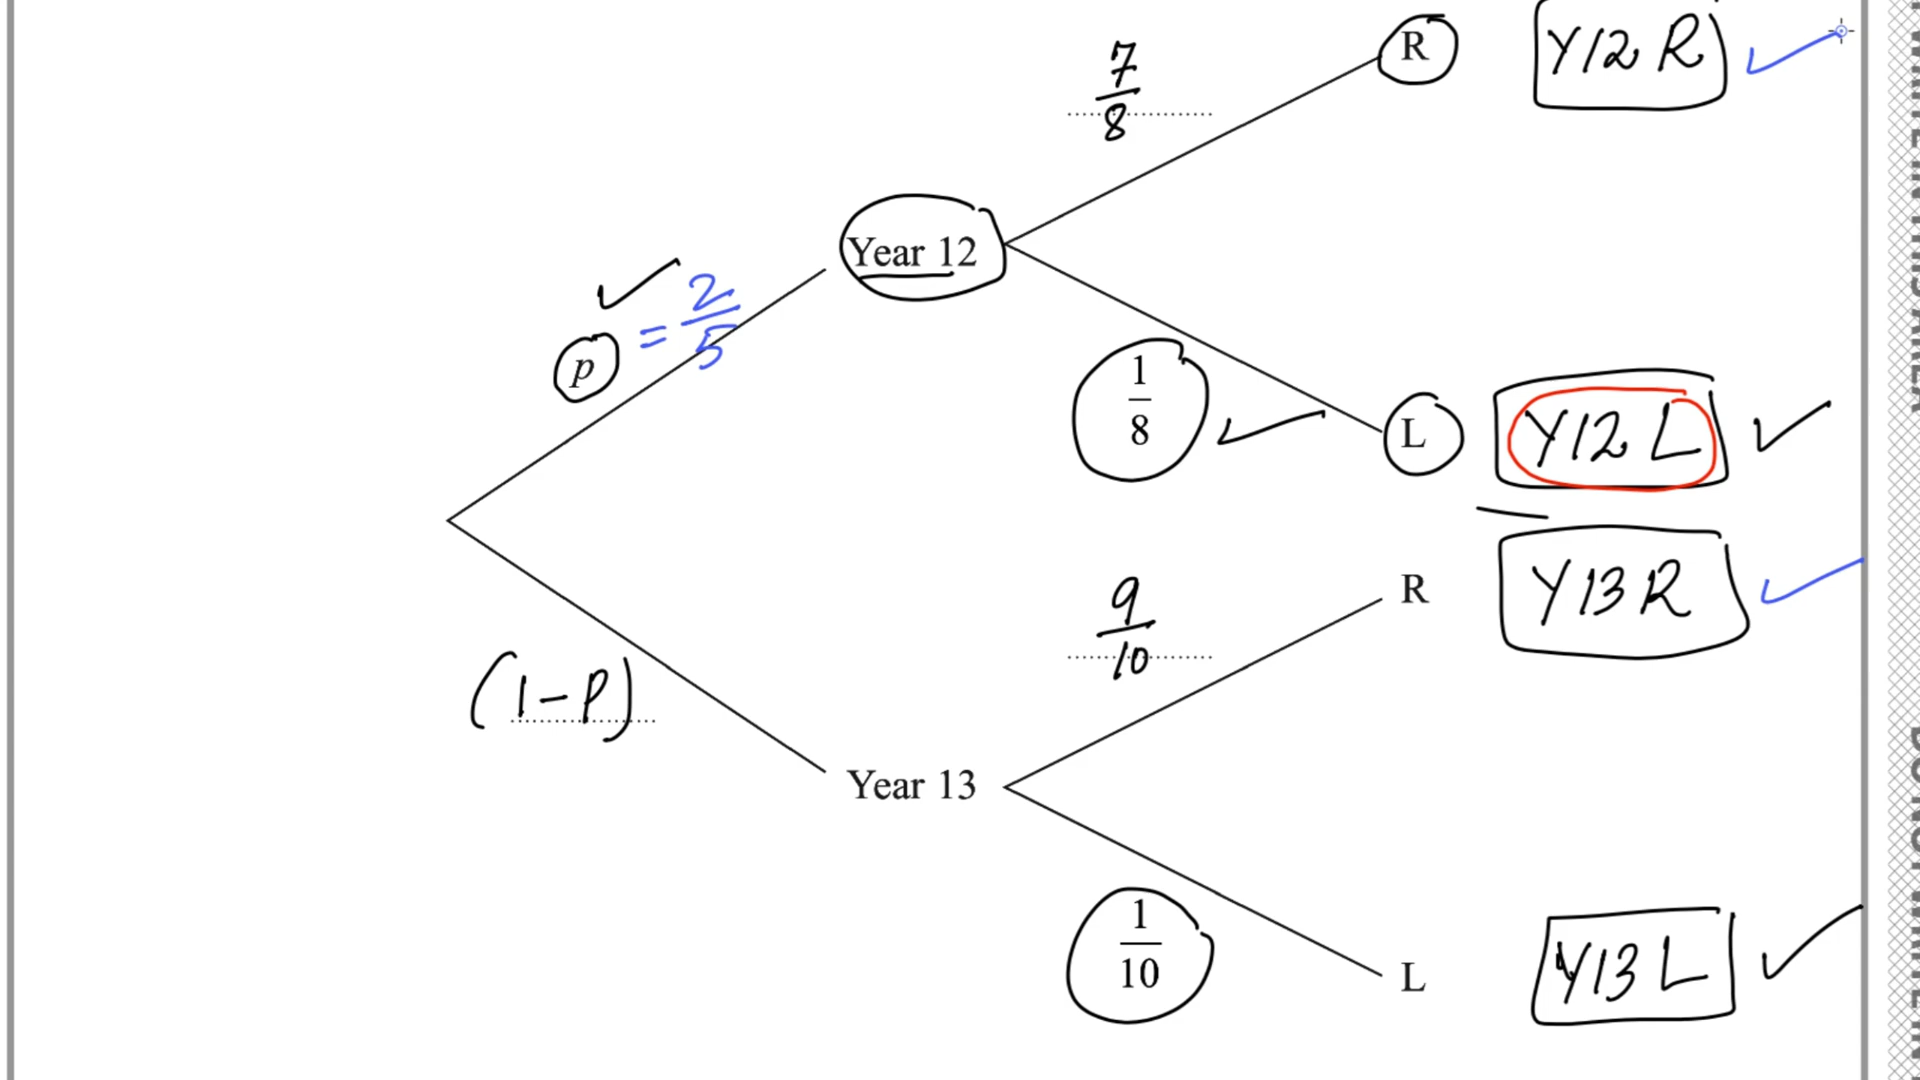 7/8
R
Y12 R
Year 12
p = 2/5
1/8
L
Y12 L
9/10
R
Y13 R
(1-P)
Year 13
1/10
L
Y13 L